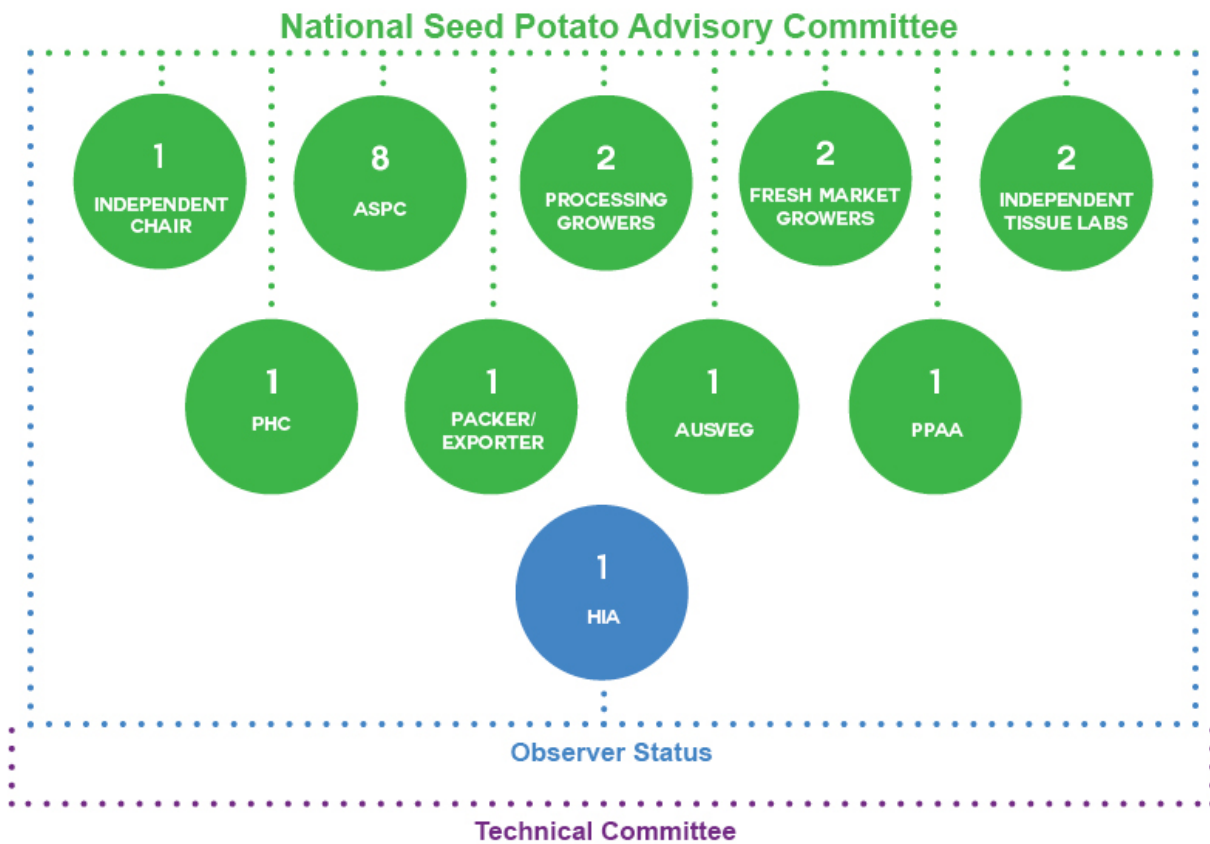 National Seed Potato Advisory Committee
1
INDEPENDENT
CHAIR
8
ASPC
2
PROCESSING
GROWERS
2
FRESH MARKET
GROWERS
2
INDEPENDENT
TISSUE LABS
1
PHC
1
PACKER/
EXPORTER
1
AUSVEG
1
PPAA
1
HIA
Observer Status
Technical Committee